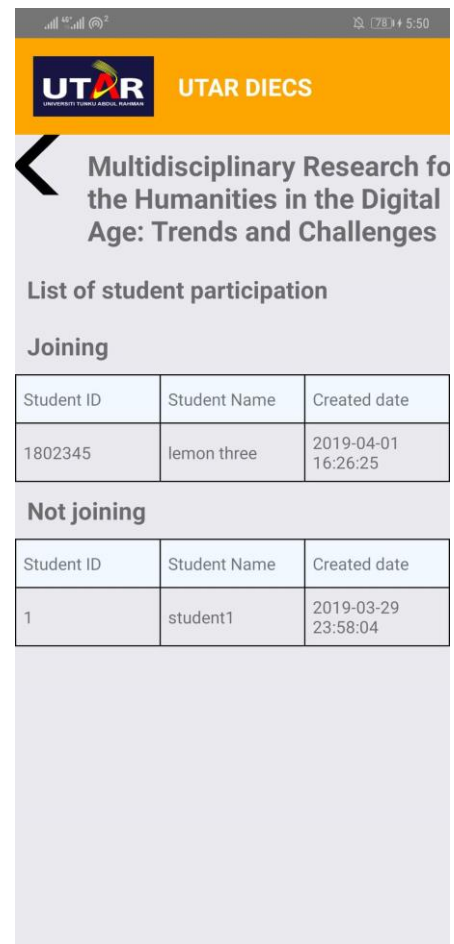 46+ 2 78 5:50
UTAR
UNIVERSITI TUNKU ABDUL RAHMAN
UTAR DIECS
Multidisciplinary Research fo
the Humanities in the Digital
Age: Trends and Challenges
List of student participation
Joining
Student ID Student Name Created date
1802345 lemon three 2019-04-01
16:26:25
Not joining
Student ID Student Name Created date
1 student1 2019-03-29
23:58:04